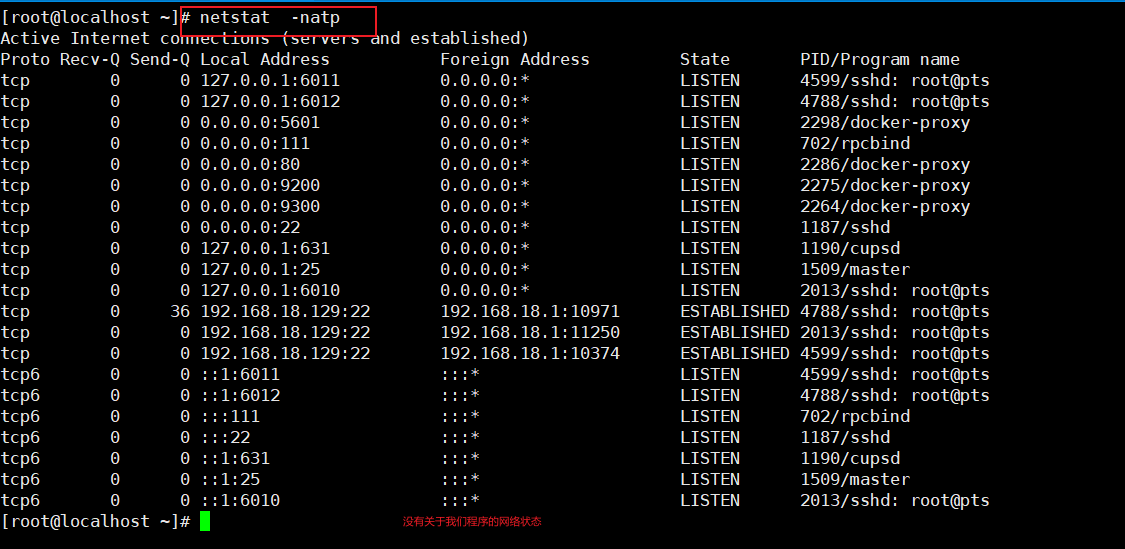 [root@localhost ~]# netstat  -natp
Active Internet connections (servers and established)
Proto Recv-Q Send-Q Local Address           Foreign Address         State       PID/Program name
tcp        0      0 127.0.0.1:6011          0.0.0.0:*               LISTEN      4599/sshd: root@pts
tcp        0      0 127.0.0.1:6012          0.0.0.0:*               LISTEN      4788/sshd: root@pts
tcp        0      0 0.0.0.0:5601            0.0.0.0:*               LISTEN      2298/docker-proxy
tcp        0      0 0.0.0.0:111             0.0.0.0:*               LISTEN      702/rpcbind
tcp        0      0 0.0.0.0:80              0.0.0.0:*               LISTEN      2286/docker-proxy
tcp        0      0 0.0.0.0:9200            0.0.0.0:*               LISTEN      2275/docker-proxy
tcp        0      0 0.0.0.0:9300            0.0.0.0:*               LISTEN      2264/docker-proxy
tcp        0      0 0.0.0.0:22              0.0.0.0:*               LISTEN      1187/sshd
tcp        0      0 127.0.0.1:631           0.0.0.0:*               LISTEN      1190/cupsd
tcp        0      0 127.0.0.1:25            0.0.0.0:*               LISTEN      1509/master
tcp        0      0 127.0.0.1:6010          0.0.0.0:*               LISTEN      2013/sshd: root@pts
tcp        0     36 192.168.18.129:22       192.168.18.1:10971      ESTABLISHED 4788/sshd: root@pts
tcp        0      0 192.168.18.129:22       192.168.18.1:11250      ESTABLISHED 2013/sshd: root@pts
tcp        0      0 192.168.18.129:22       192.168.18.1:10374      ESTABLISHED 4599/sshd: root@pts
tcp6       0      0 ::1:6011                :::*                    LISTEN      4599/sshd: root@pts
tcp6       0      0 ::1:6012                :::*                    LISTEN      4788/sshd: root@pts
tcp6       0      0 :::111                  :::*                    LISTEN      702/rpcbind
tcp6       0      0 :::22                   :::*                    LISTEN      1187/sshd
tcp6       0      0 ::1:631                 :::*                    LISTEN      1190/cupsd
tcp6       0      0 ::1:25                  :::*                    LISTEN      1509/master
tcp6       0      0 ::1:6010                :::*                    LISTEN      2013/sshd: root@pts
[root@localhost ~]# 没有关于我们程序的网络状态